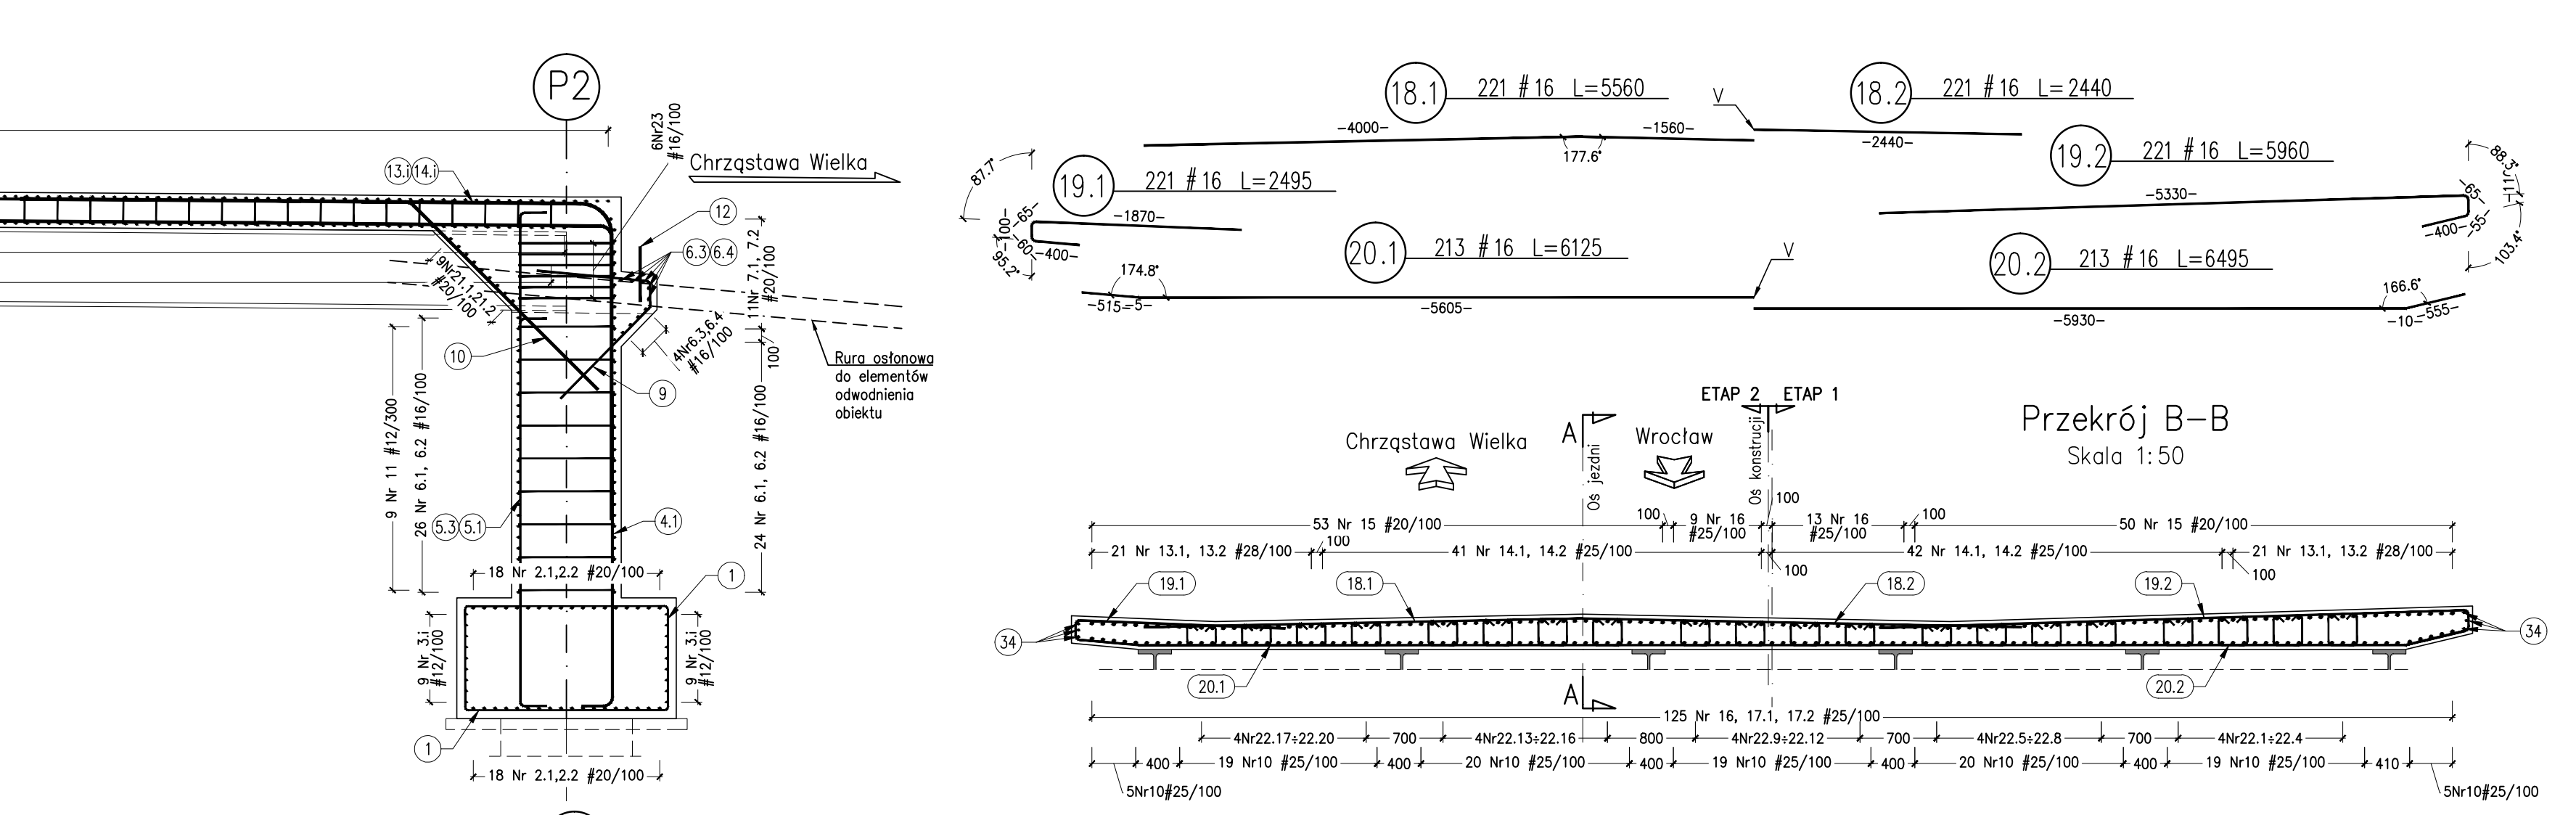 P2
6Nr23
#16/100
Chrząstawa Wielka
13.i 14.i
12
6.3 6.4
11Nr 7.1, 7.2
#20/100
9Nr21.1,21.2
#20/100
10
4Nr6.3,6.4
#16/100
100
9
Rura osłonowa
do elementów
odwodnienia
obiektu
9 Nr 11 #12/300
26 Nr 6.1, 6.2 #16/100
24 Nr 6.1, 6.2 #16/100
5.3 5.1
4.1
18 Nr 2.1,2.2 #20/100
1
9 Nr 3.i
#12/100
9 Nr 3.i
#12/100
1
18 Nr 2.1,2.2 #20/100
18.1 221 #16 L=5560
V
18.2 221 #16 L=2440
-4000-
-1560-
177.6°
-2440-
19.1 221 #16 L=2495
19.2 221 #16 L=5960
87.7°
-65-
-100-
-60-
95.2°
-1870-
-400-
-5330-
88.3°
-65-
-111-
-55-
-400-
103.4°
20.1 213 #16 L=6125
V
20.2 213 #16 L=6495
174.8°
-515-
-5-
-5605-
-5930-
166.6°
-10-
-555-
ETAP 2 ETAP 1
Przekrój B-B
Skala 1:50
Chrząstawa Wielka
A
Oś jezdni
Wrocław
Oś konstrukcji
100
53 Nr 15 #20/100
100
9 Nr 16
#25/100
13 Nr 16
#25/100
100
50 Nr 15 #20/100
21 Nr 13.1, 13.2 #28/100
100
41 Nr 14.1, 14.2 #25/100
42 Nr 14.1, 14.2 #25/100
21 Nr 13.1, 13.2 #28/100
100
100
19.1
18.1
18.2
19.2
34
34
20.1
A
20.2
125 Nr 16, 17.1, 17.2 #25/100
4Nr22.17÷22.20
700
4Nr22.13÷22.16
800
4Nr22.9÷22.12
700
4Nr22.5÷22.8
700
4Nr22.1÷22.4
400
19 Nr10 #25/100
400
20 Nr10 #25/100
400
19 Nr10 #25/100
400
20 Nr10 #25/100
400
19 Nr10 #25/100
410
5Nr10#25/100
5Nr10#25/100